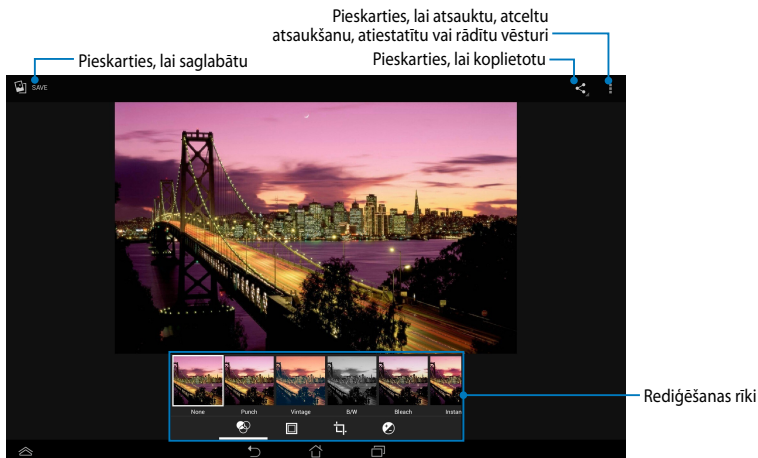 Pieskarties, lai atsauktu, atceltu
atsaukšanu, atiestatītu vai rādītu vēsturi
Pieskarties, lai saglabātu
Pieskarties, lai koplietotu
SAVE
None Punch Vintage B/W Bleach Instan
Rediģēšanas rīki